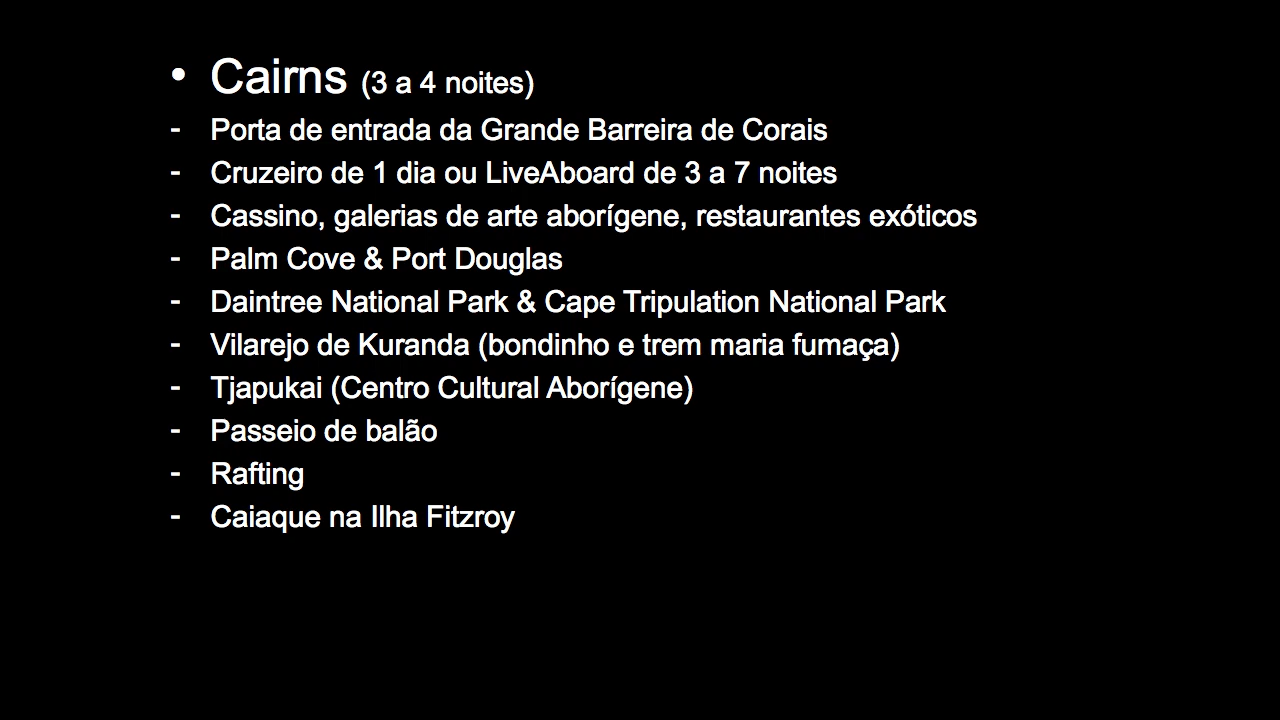 • Cairns (3 a 4 noites)
- Porta de entrada da Grande Barreira de Corais
- Cruzeiro de 1 dia ou LiveAboard de 3 a 7 noites
- Cassino, galerias de arte aborígene, restaurantes exóticos
- Palm Cove & Port Douglas
- Daintree National Park & Cape Tripulation National Park
- Vilarejo de Kuranda (bondinho e trem maria fumaça)
- Tjapukai (Centro Cultural Aborígene)
- Passeio de balão
- Rafting
- Caiaque na Ilha Fitzroy